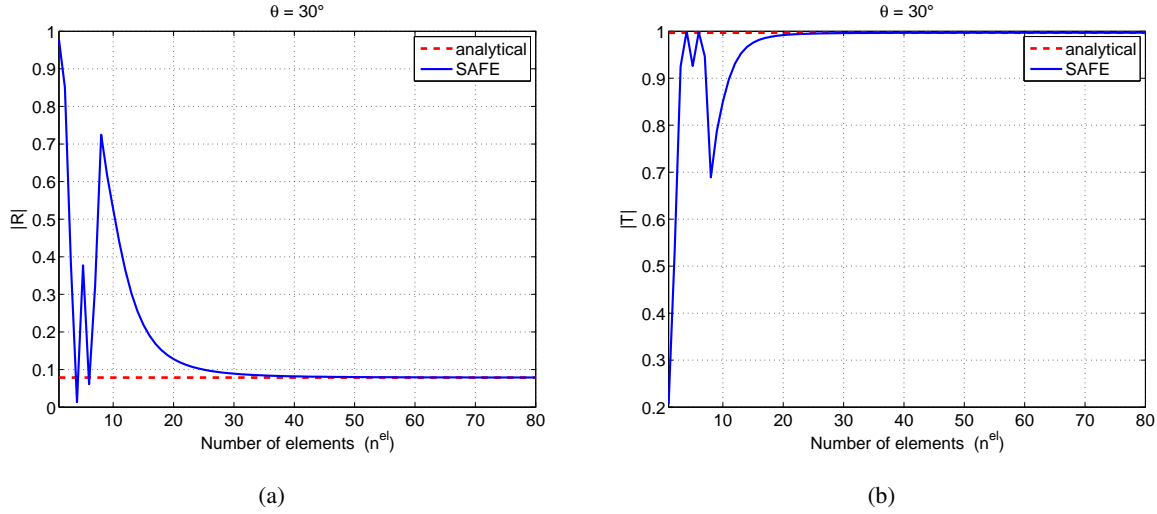 θ = 30°
|R|
1
0.9
0.8
0.7
0.6
0.5
0.4
0.3
0.2
0.1
0
analytical
SAFE
10 20 30 40 50 60 70 80
Number of elements (n^el)
(a)
θ = 30°
|T|
1
0.9
0.8
0.7
0.6
0.5
0.4
0.3
0.2
analytical
SAFE
10 20 30 40 50 60 70 80
Number of elements (n^el)
(b)